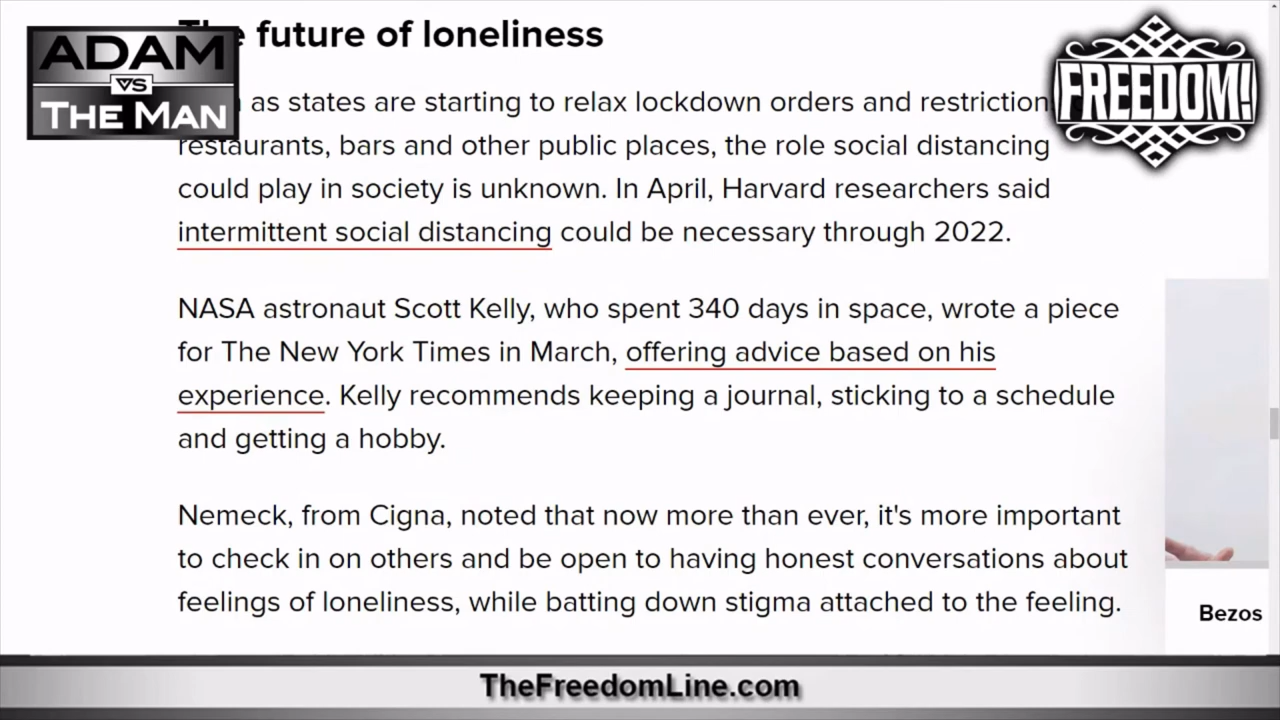 ADAM
VS
THE MAN
FREEDOM!
future of loneliness
as states are starting to relax lockdown orders and restriction
restaurants, bars and other public places, the role social distancing
could play in society is unknown. In April, Harvard researchers said
intermittent social distancing could be necessary through 2022.
NASA astronaut Scott Kelly, who spent 340 days in space, wrote a piece
for The New York Times in March, offering advice based on his
experience. Kelly recommends keeping a journal, sticking to a schedule
and getting a hobby.
Nemeck, from Cigna, noted that now more than ever, it's more important
to check in on others and be open to having honest conversations about
feelings of loneliness, while batting down stigma attached to the feeling.
Bezos
TheFreedomLine.com